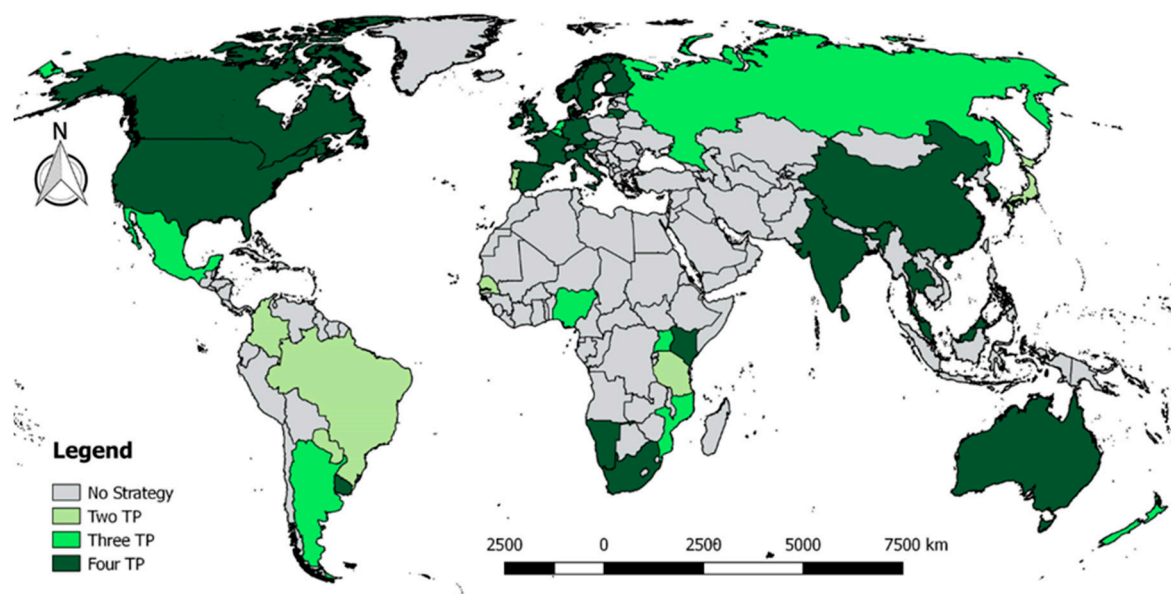 N
Legend
No Strategy
Two TP
Three TP
Four TP
2500 0 2500 5000 7500 km